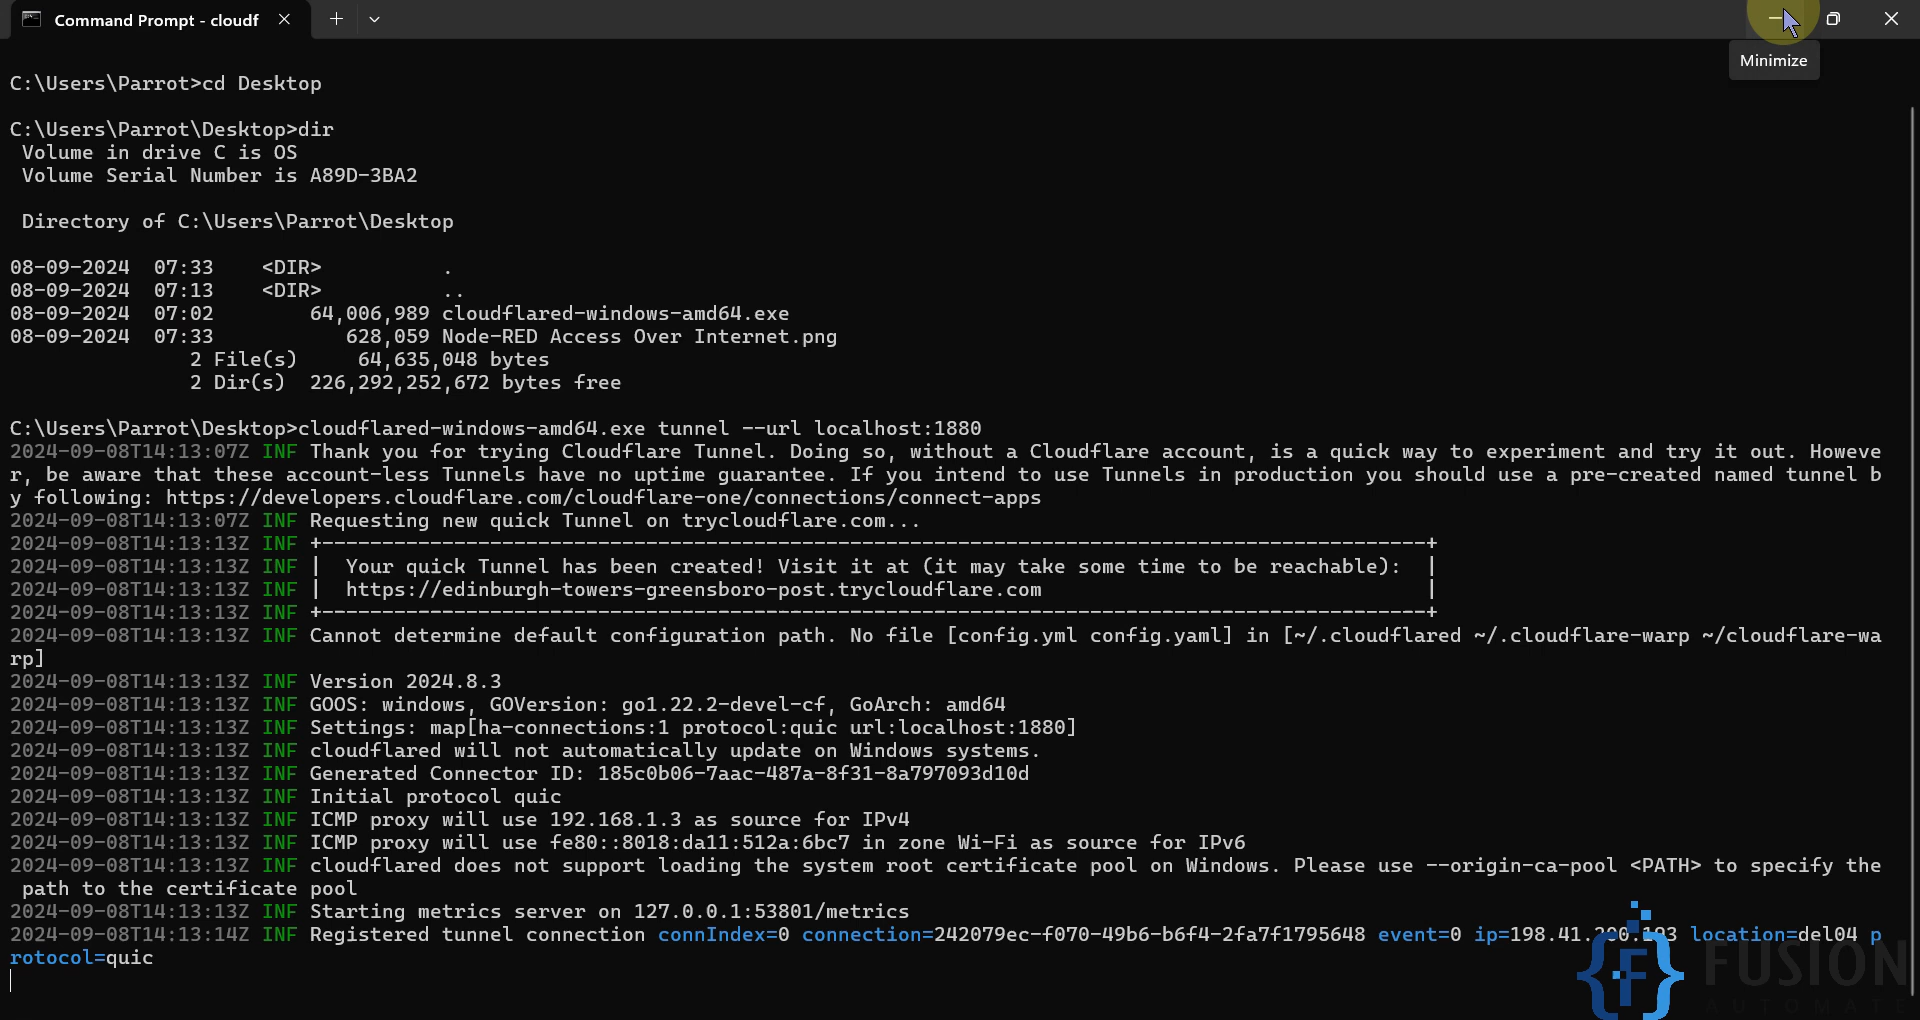 Command Prompt - cloudf
Minimize
C:\Users\Parrot>cd Desktop
C:\Users\Parrot\Desktop>dir
Volume in drive C is OS
Volume Serial Number is A89D-3BA2
Directory of C:\Users\Parrot\Desktop
08-09-2024  07:33    <DIR>          .
08-09-2024  07:13    <DIR>          ..
08-09-2024  07:02        64,006,989 cloudflared-windows-amd64.exe
08-09-2024  07:33           628,059 Node-RED Access Over Internet.png
2 File(s)     64,635,048 bytes
2 Dir(s)  226,292,252,672 bytes free
C:\Users\Parrot\Desktop>cloudflared-windows-amd64.exe tunnel --url localhost:1880
2024-09-08T14:13:07Z INF Thank you for trying Cloudflare Tunnel. Doing so, without a Cloudflare account, is a quick way to experiment and try it out. Howeve
r, be aware that these account-less Tunnels have no uptime guarantee. If you intend to use Tunnels in production you should use a pre-created named tunnel b
y following: https://developers.cloudflare.com/cloudflare-one/connections/connect-apps
2024-09-08T14:13:07Z INF Requesting new quick Tunnel on trycloudflare.com...
2024-09-08T14:13:13Z INF +--------------------------------------------------------------------------------------------+
2024-09-08T14:13:13Z INF |  Your quick Tunnel has been created! Visit it at (it may take some time to be reachable):  |
2024-09-08T14:13:13Z INF |  https://edinburgh-towers-greensboro-post.trycloudflare.com                                |
2024-09-08T14:13:13Z INF +--------------------------------------------------------------------------------------------+
2024-09-08T14:13:13Z INF Cannot determine default configuration path. No file [config.yml config.yaml] in [~/.cloudflared ~/.cloudflare-warp ~/cloudflare-wa
rp]
2024-09-08T14:13:13Z INF Version 2024.8.3
2024-09-08T14:13:13Z INF GOOS: windows, GOVersion: go1.22.2-devel-cf, GoArch: amd64
2024-09-08T14:13:13Z INF Settings: map[ha-connections:1 protocol:quic url:localhost:1880]
2024-09-08T14:13:13Z INF cloudflared will not automatically update on Windows systems.
2024-09-08T14:13:13Z INF Generated Connector ID: 185c0b06-7aac-487a-8f31-8a797093d10d
2024-09-08T14:13:13Z INF Initial protocol quic
2024-09-08T14:13:13Z INF ICMP proxy will use 192.168.1.3 as source for IPv4
2024-09-08T14:13:13Z INF ICMP proxy will use fe80::8018:da11:512a:6bc7 in zone Wi-Fi as source for IPv6
2024-09-08T14:13:13Z INF cloudflared does not support loading the system root certificate pool on Windows. Please use --origin-ca-pool <PATH> to specify the
path to the certificate pool
2024-09-08T14:13:13Z INF Starting metrics server on 127.0.0.1:53801/metrics
2024-09-08T14:13:14Z INF Registered tunnel connection connIndex=0 connection=242079ec-f070-49b6-b6f4-2fa7f1795648 event=0 ip=198.41.200.193 location=del04 p
rotocol=quic
{F} FUSION
AUTOMATE